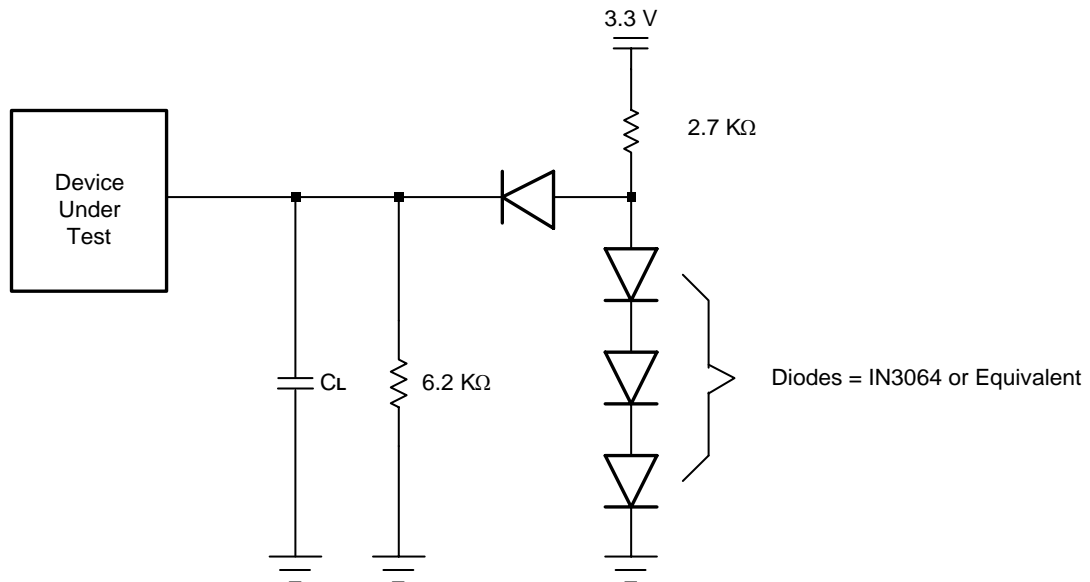 3.3 V
2.7 KΩ
Device
Under
Test
CL
6.2 KΩ
Diodes = IN3064 or Equivalent